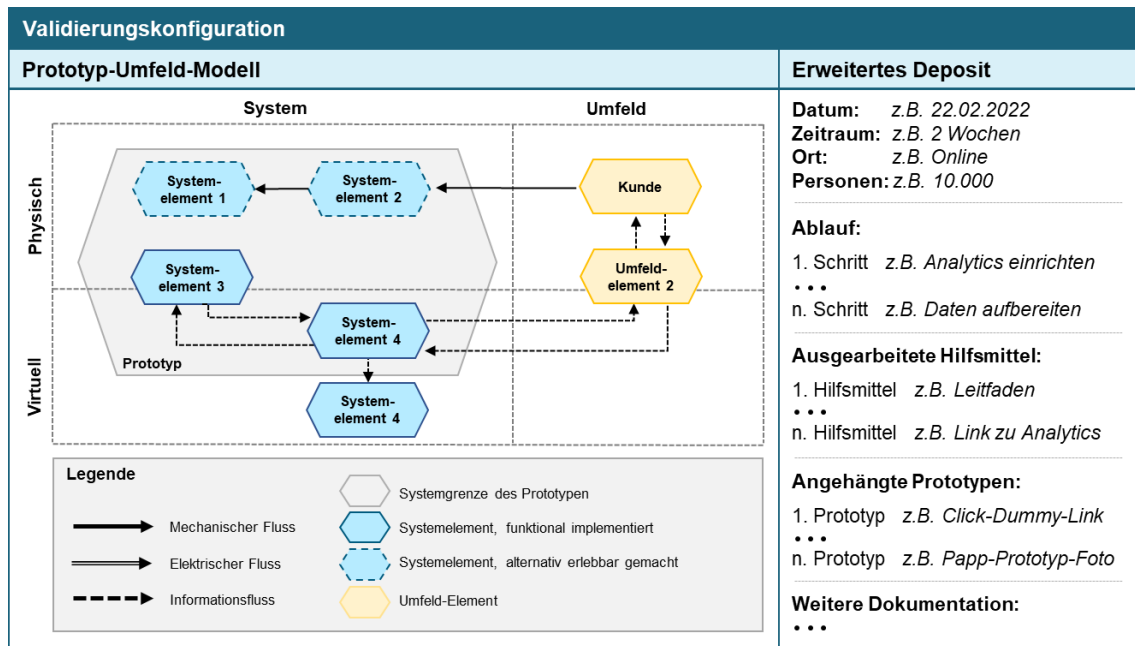 Validierungskonfiguration
Prototyp-Umfeld-Modell
System
Umfeld
Physisch
Virtuell
System-
element 1
System-
element 2
Kunde
System-
element 3
Umfeld-
element 2
System-
element 4
Prototyp
System-
element 4
Legende
Mechanischer Fluss
Elektrischer Fluss
Informationsfluss
Systemgrenze des Prototypen
Systemelement, funktional implementiert
Systemelement, alternativ erlebbar gemacht
Umfeld-Element
Erweitertes Deposit
Datum: z.B. 22.02.2022
Zeitraum: z.B. 2 Wochen
Ort: z.B. Online
Personen: z.B. 10.000
Ablauf:
1. Schritt z.B. Analytics einrichten
• • •
n. Schritt z.B. Daten aufbereiten
Ausgearbeitete Hilfsmittel:
1. Hilfsmittel z.B. Leitfaden
• • •
n. Hilfsmittel z.B. Link zu Analytics
Angehängte Prototypen:
1. Prototyp z.B. Click-Dummy-Link
• • •
n. Prototyp z.B. Papp-Prototyp-Foto
Weitere Dokumentation:
• • •